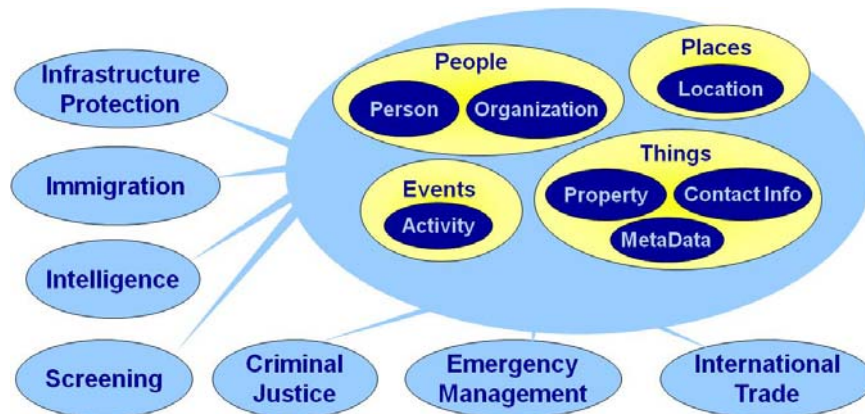 Infrastructure
Protection
Immigration
Intelligence
Screening
People
Person
Organization
Places
Location
Events
Activity
Things
Property
Contact Info
MetaData
Criminal
Justice
Emergency
Management
International
Trade